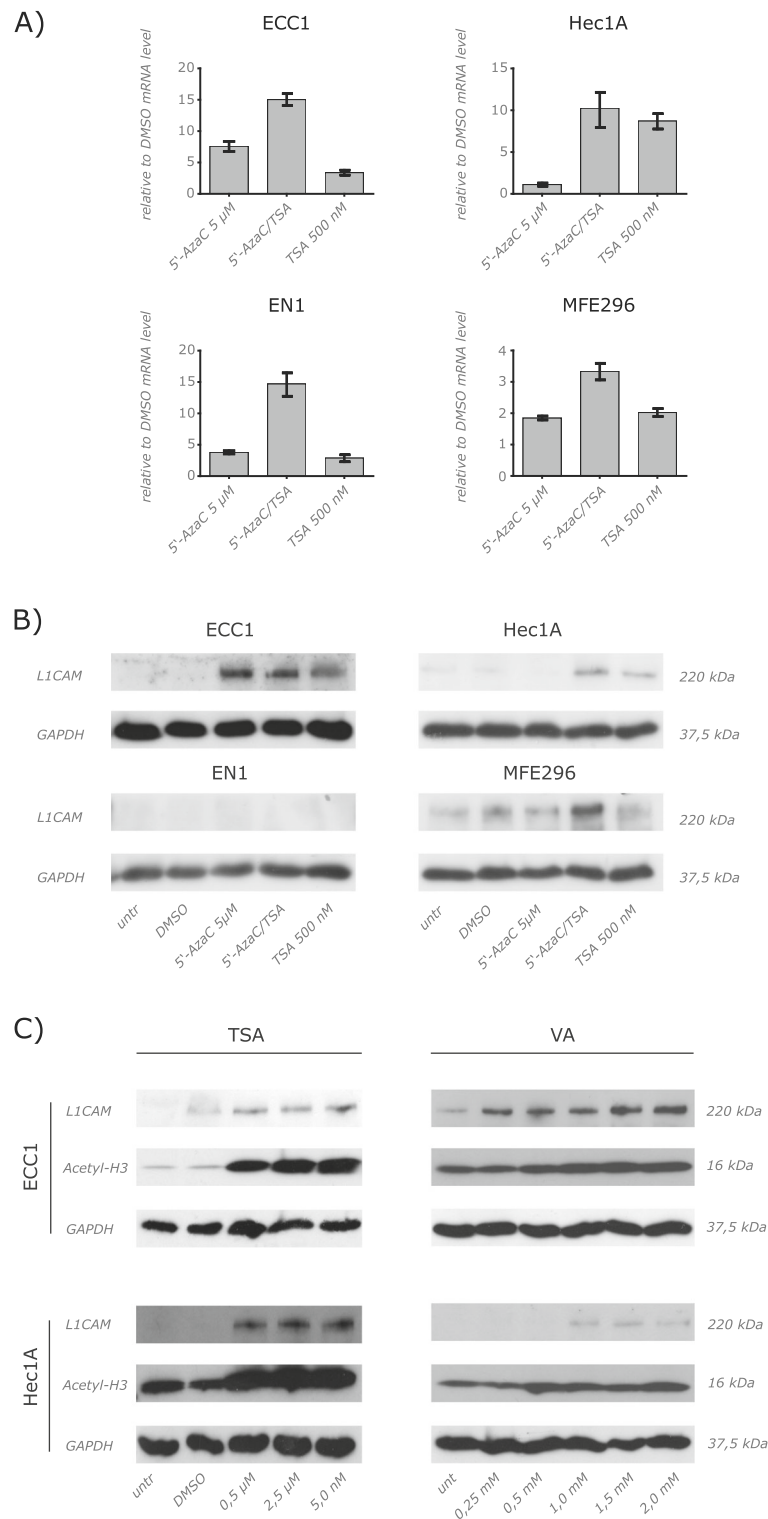 A)
ECC1
Hec1A
relative to DMSO mRNA level
20
15
10
5
0
5'-AzaC 5 µM
5'-AzaC/TSA
TSA 500 nM
relative to DMSO mRNA level
15
10
5
0
5'-AzaC 5 µM
5'-AzaC/TSA
TSA 500 nM
EN1
MFE296
relative to DMSO mRNA level
20
15
10
5
0
5'-AzaC 5 µM
5'-AzaC/TSA
TSA 500 nM
relative to DMSO mRNA level
4
3
2
1
0
5'-AzaC 5 µM
5'-AzaC/TSA
TSA 500 nM
B)
ECC1
Hec1A
L1CAM
220 kDa
GAPDH
37,5 kDa
EN1
MFE296
L1CAM
220 kDa
GAPDH
37,5 kDa
untr
DMSO
5'-AzaC 5µM
5'-AzaC/TSA
TSA 500 nM
untr
DMSO
5'-AzaC 5 µM
5'-AzaC/TSA
TSA 500 nM
C)
TSA
VA
ECC1
L1CAM
220 kDa
Acetyl-H3
16 kDa
GAPDH
37,5 kDa
Hec1A
L1CAM
220 kDa
Acetyl-H3
16 kDa
GAPDH
37,5 kDa
untr
DMSO
0,5 µM
2,5 µM
5,0 nM
unt
0,25 mM
0,5 mM
1,0 mM
1,5 mM
2,0 mM